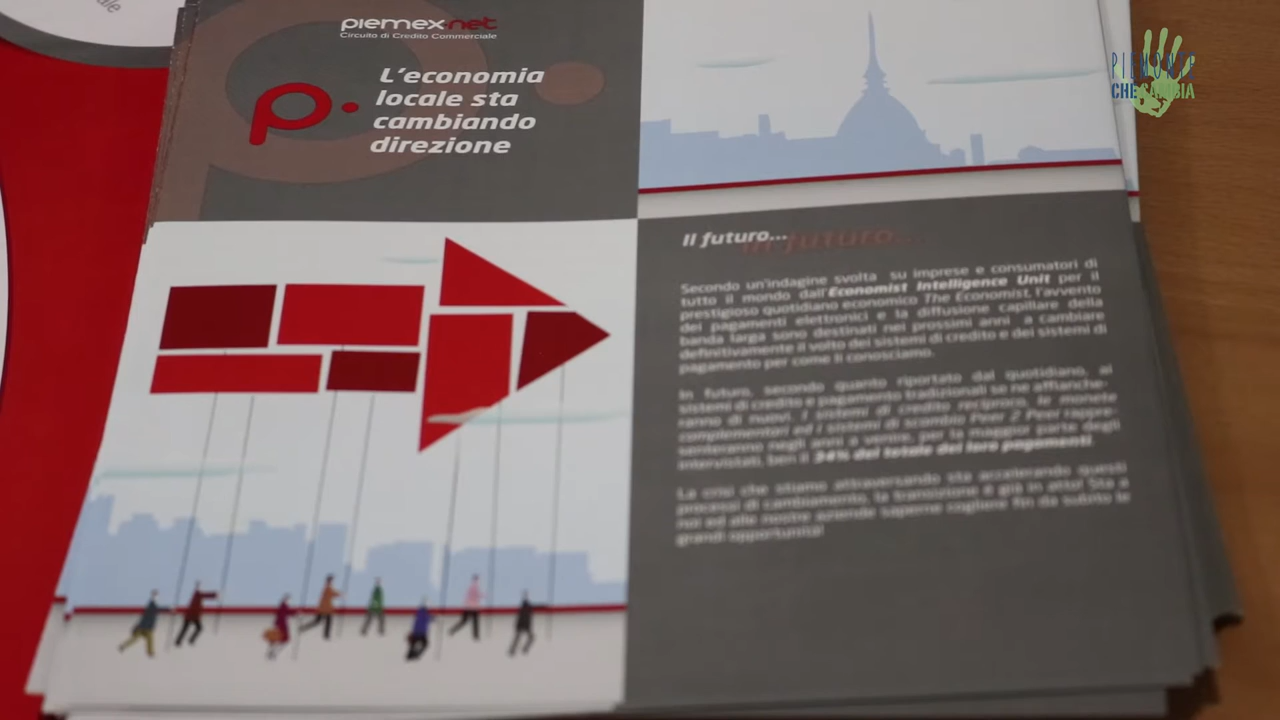 ale
piemex.net
Circuito di Credito Commerciale
L'economia
locale sta
cambiando
direzione
PIEMONTE
CHE CAMBIA
Il futuro...
Secondo un'indagine svolta su imprese e consumatori di
tutto il mondo dall'Economist Intelligence Unit per il
prestigioso quotidiano economico The Economist, l'avvento
dei pagamenti elettronici e la diffusione capillare della
banda larga sono destinati nei prossimi anni a cambiare
definitivamente il volto dei sistemi di credito e dei sistemi di
pagamento per come li conosciamo.
In futuro, secondo quanto riportato dal quotidiano, ai
sistemi di credito e pagamento tradizionali se ne affianche-
ranno di nuovi. I sistemi di credito reciproco, le monete
complementari ed i sistemi di scambio Peer 2 Peer rappre-
senteranno negli anni a venire, per la maggior parte degli
intervistati, ben il 34% del totale dei loro pagamenti.
La crisi che stiamo attraversando sta accelerando questi
processi di cambiamento, la transizione è già in atto! Sta a
noi ed alle nostre aziende saperne cogliere fin da subito le
grandi opportunità!